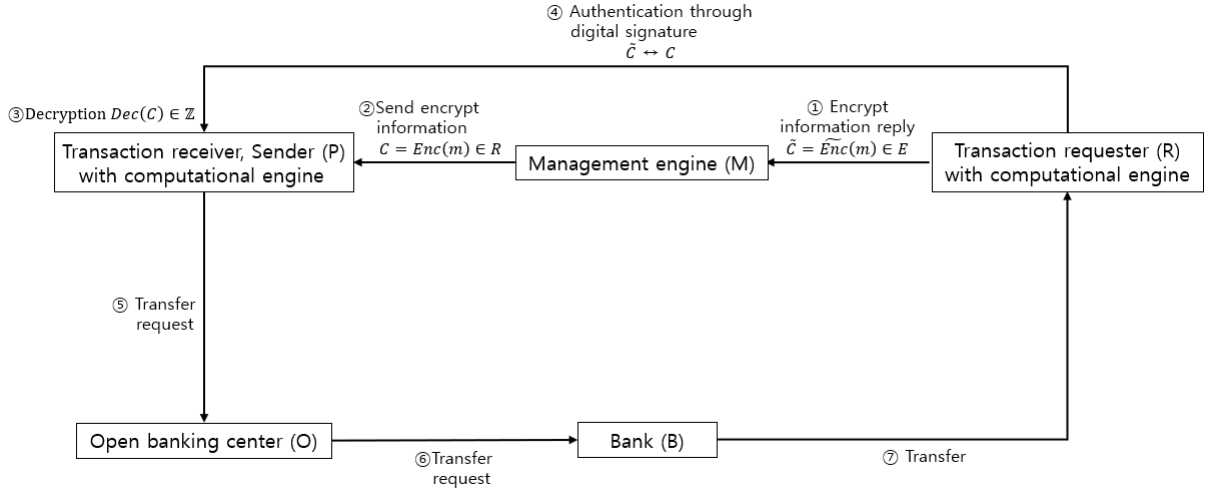 ④ Authentication through
digital signature
C̃ ↔ C
③Decryption Dec(C) ∈ ℤ
②Send encrypt
information
C = Enc(m) ∈ R
① Encrypt
information reply
C̃ = Ẽnc(m) ∈ E
Transaction receiver, Sender (P)
with computational engine
Management engine (M)
Transaction requester (R)
with computational engine
⑤ Transfer
request
Open banking center (O)
⑥Transfer
request
Bank (B)
⑦ Transfer